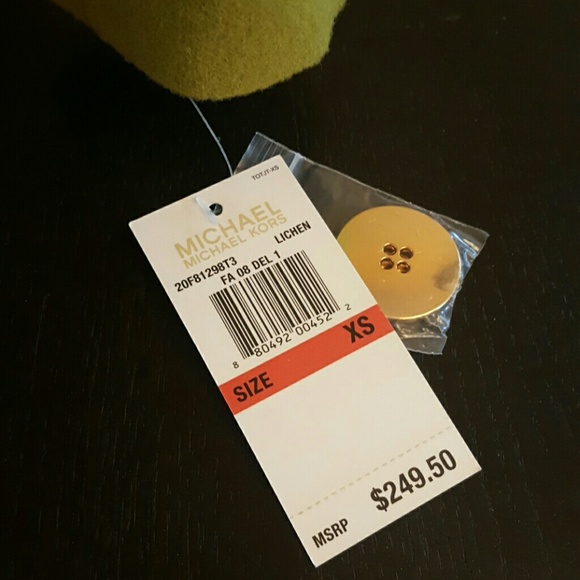 TOTJT-XS
MICHAEL
MICHAEL KORS
20F81298T3 LICHEN
FA 08 DEL 1
8 80492 00452 2
SIZE XS
MSRP $249.50